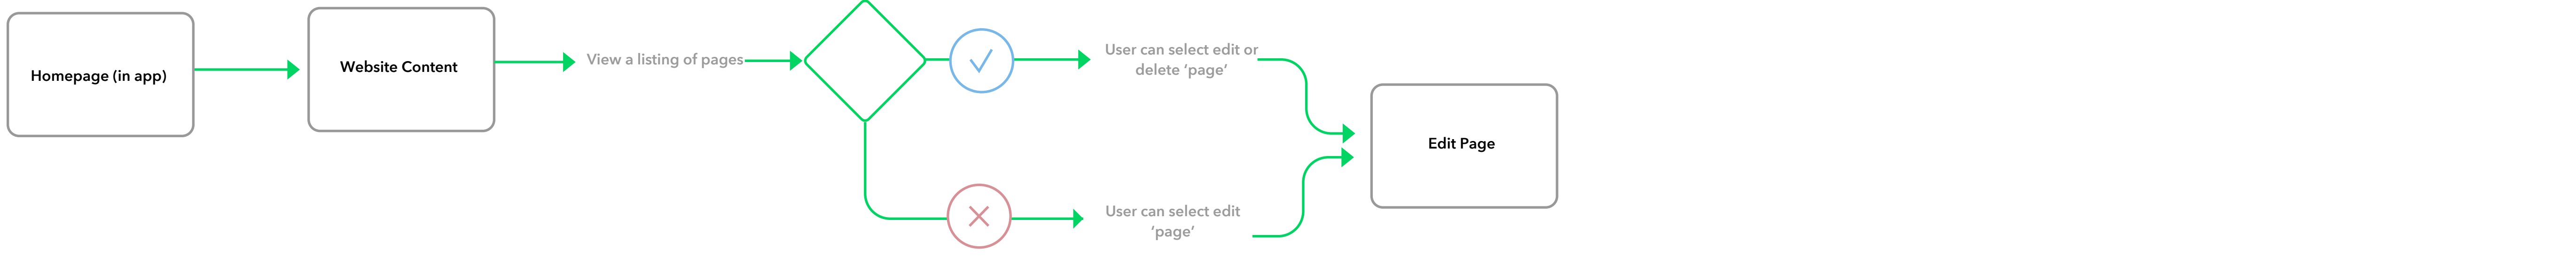 Homepage (in app)
Website Content
View a listing of pages
User can select edit or
delete ‘page’
User can select edit
‘page’
Edit Page